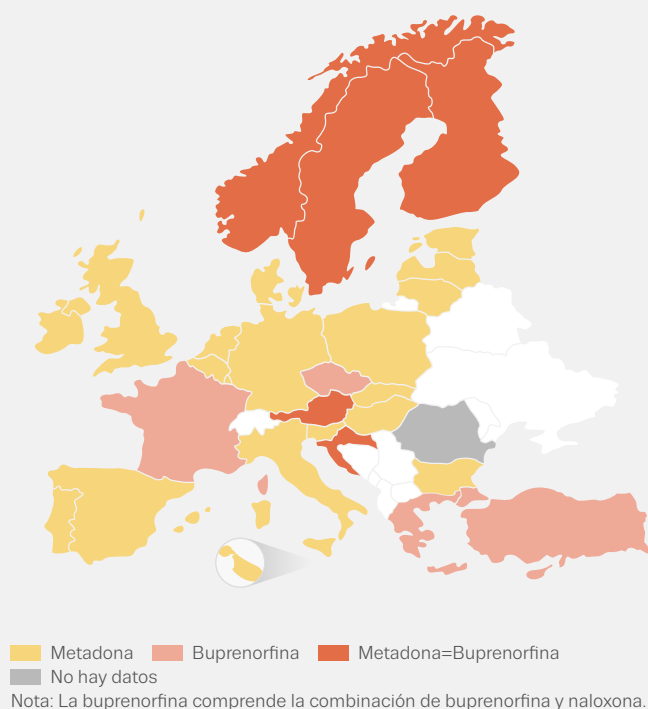 Metadona Buprenorfina Metadona=Buprenorfina
No hay datos
Nota: La buprenorfina comprende la combinación de buprenorfina y naloxona.